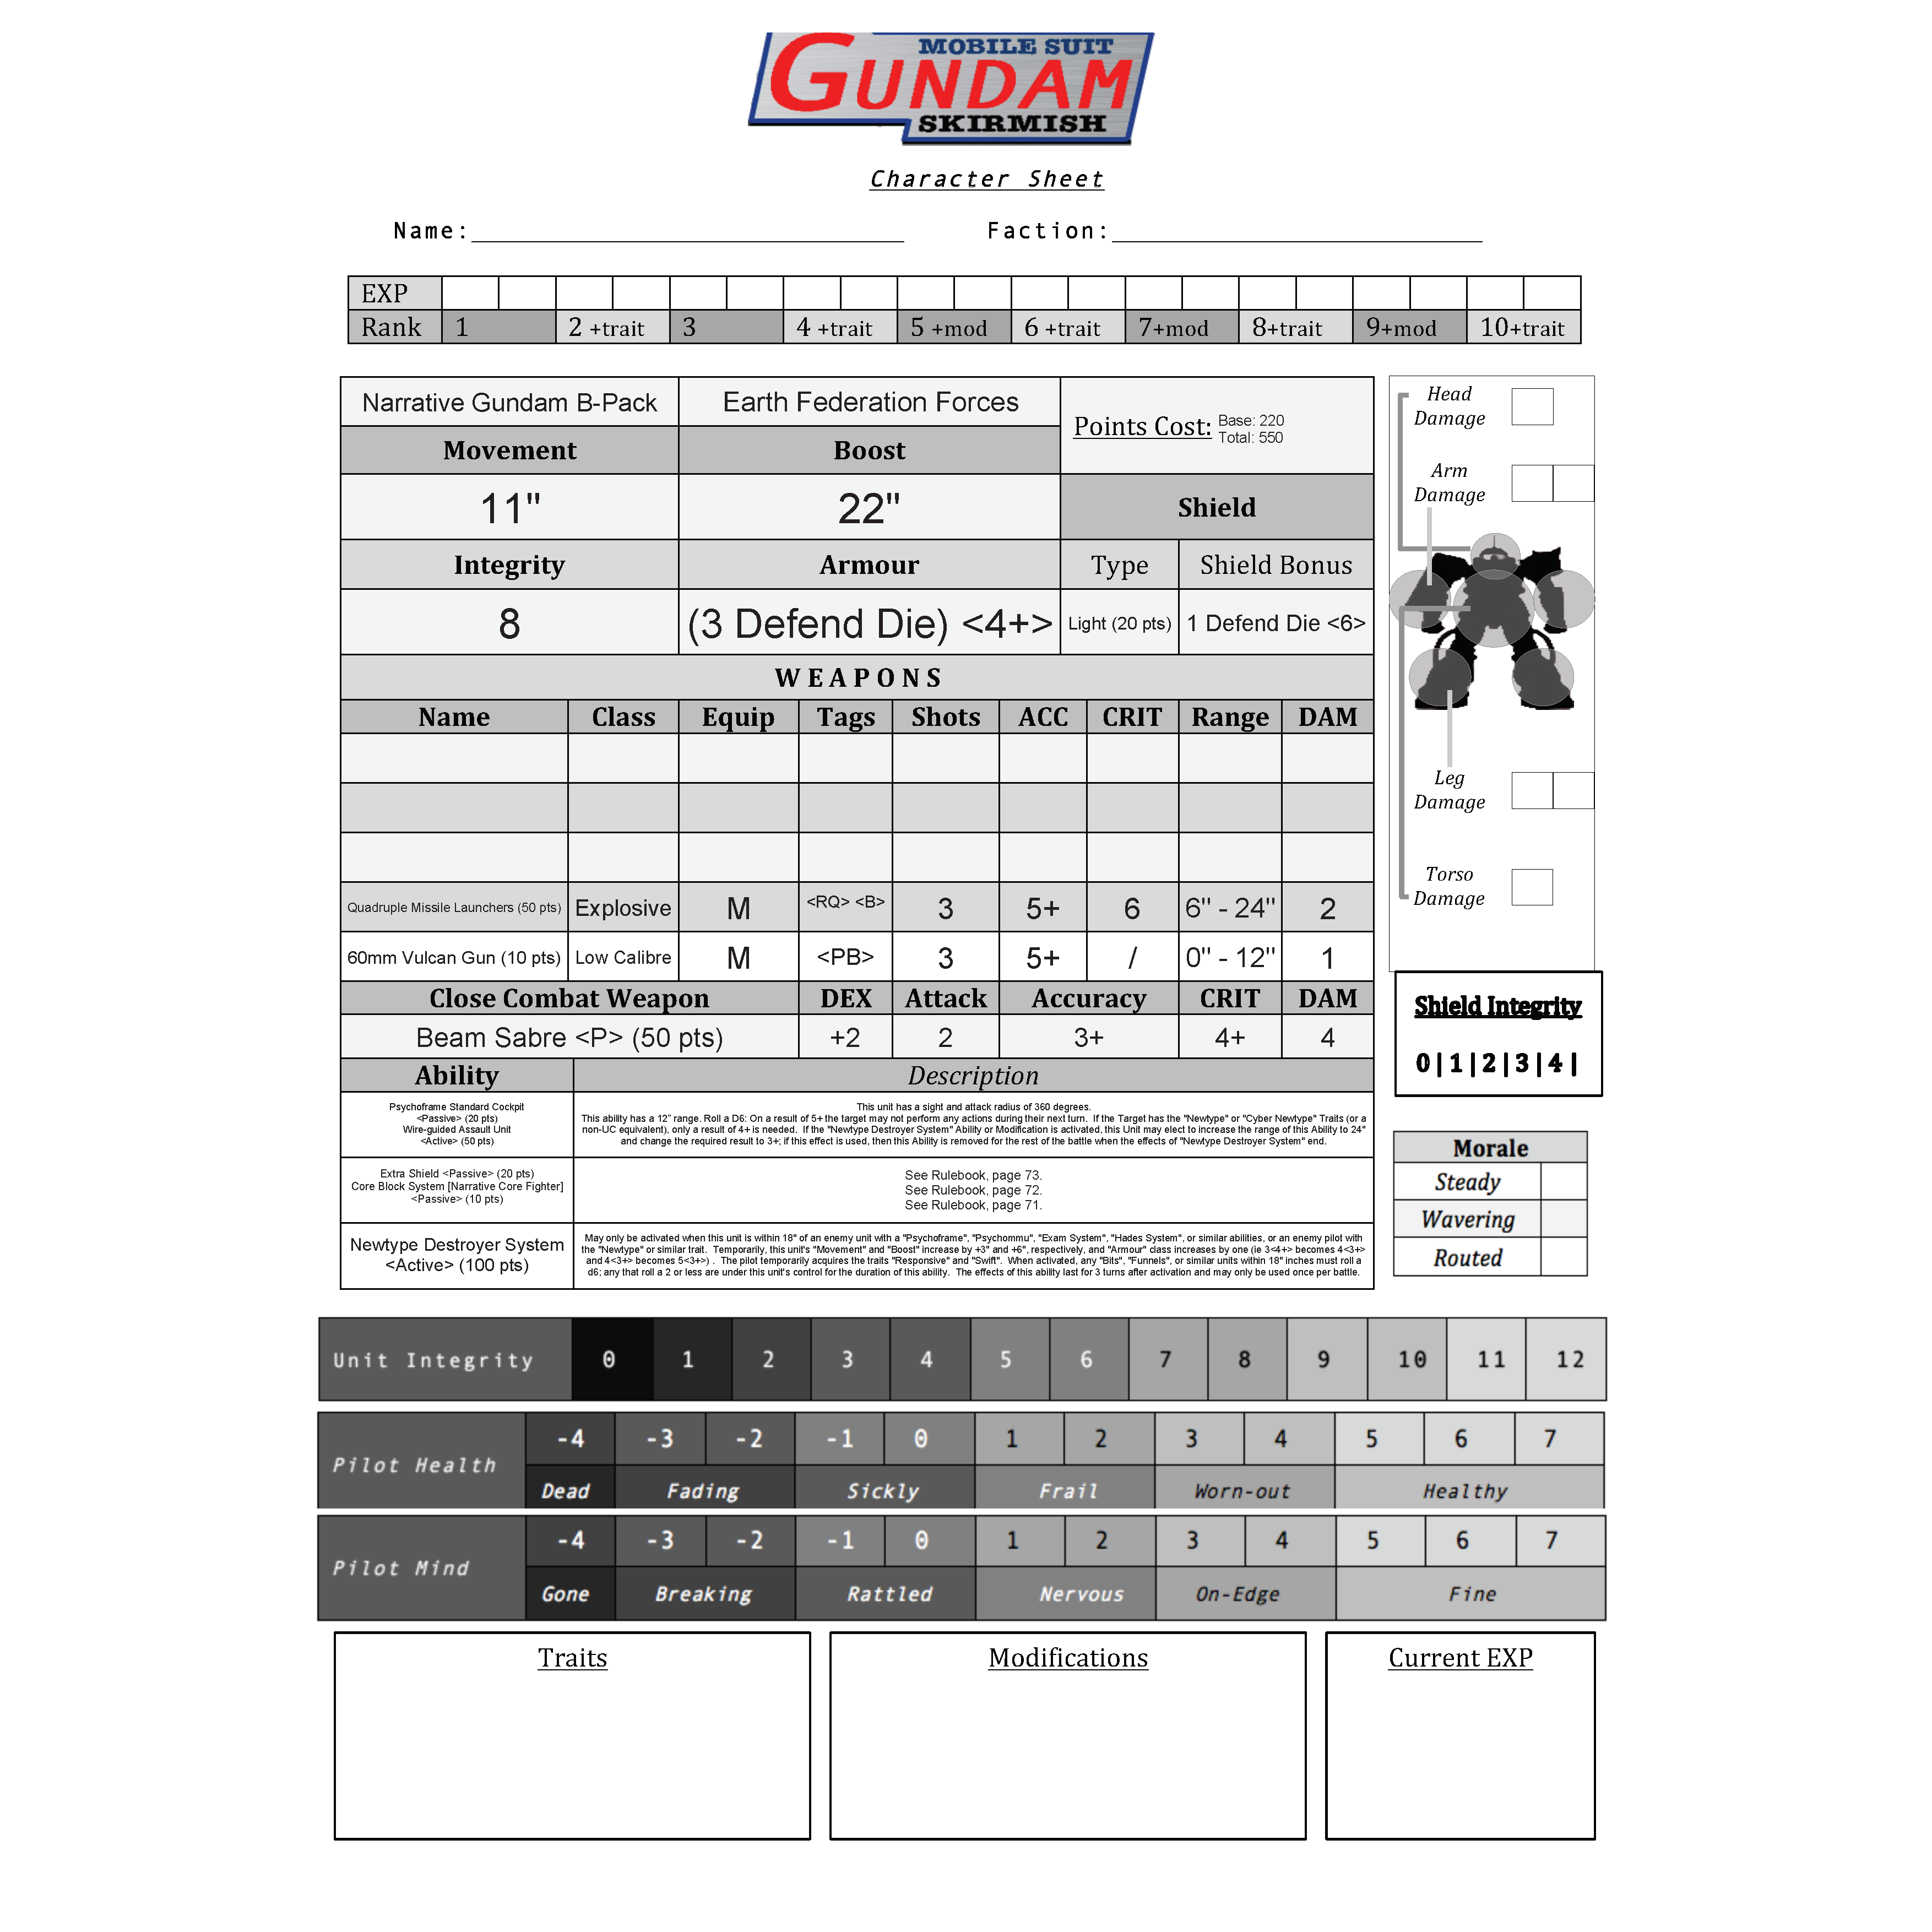 MOBILE SUIT
GUNDAM
SKIRMISH
Character Sheet
Name: Faction:
EXP
Rank 1 2 +trait 3 4 +trait 5 +mod 6 +trait 7+mod 8+trait 9+mod 10+trait
Narrative Gundam B-Pack Earth Federation Forces Points Cost: Base: 220
Total: 550
Movement Boost
11" 22" Shield
Integrity Armour Type Shield Bonus
8 (3 Defend Die) <4+> Light (20 pts) 1 Defend Die <6>
WEAPONS
Name Class Equip Tags Shots ACC CRIT Range DAM
Quadruple Missile Launchers (50 pts) Explosive M <RQ> <B> 3 5+ 6 6" - 24" 2
60mm Vulcan Gun (10 pts) Low Calibre M <PB> 3 5+ / 0" - 12" 1
Close Combat Weapon DEX Attack Accuracy CRIT DAM
Beam Sabre <P> (50 pts) +2 2 3+ 4+ 4
Ability Description
Psychoframe Standard Cockpit
<Passive> (20 pts)
Wire-guided Assault Unit
<Active> (50 pts)
This unit has a sight and attack radius of 360 degrees.
This ability has a 12" range. Roll a D6: On a result of 5+ the target may not perform any actions during their next turn. If the Target has the "Newtype" or "Cyber Newtype" Traits (or a
non-UC equivalent), only a result of 4+ is needed. If the "Newtype Destroyer System" Ability or Modification is activated, this Unit may elect to increase the range of this Ability to 24"
and change the required result to 3+; if this effect is used, then this Ability is removed for the rest of the battle when the effects of "Newtype Destroyer System" end.
Extra Shield <Passive> (20 pts)
Core Block System [Narrative Core Fighter]
<Passive> (10 pts)
See Rulebook, page 73.
See Rulebook, page 72.
See Rulebook, page 71.
Newtype Destroyer System
<Active> (100 pts)
May only be activated when this unit is within 18" of an enemy unit with a "Psychoframe", "Psychommu", "Exam System", "Hades System", or similar abilities, or an enemy pilot with
the "Newtype" or similar trait. Temporarily, this unit's "Movement" and "Boost" increase by +3" and +6", respectively, and "Armour" class increases by one (ie 3<4+> becomes 4<3+>
and 4<3+> becomes 5<3+>) . The pilot temporarily acquires the traits "Responsive" and "Swift". When activated, any "Bits", "Funnels", or similar units within 18" inches must roll a
d6; any that roll a 2 or less are under this unit's control for the duration of this ability. The effects of this ability last for 3 turns after activation and may only be used once per battle.
Head
Damage
Arm
Damage
Leg
Damage
Torso
Damage
Shield Integrity
0|1|2|3|4|
Morale
Steady
Wavering
Routed
Unit Integrity 0 1 2 3 4 5 6 7 8 9 10 11 12
Pilot Health -4 -3 -2 -1 0 1 2 3 4 5 6 7
Dead Fading Sickly Frail Worn-out Healthy
Pilot Mind -4 -3 -2 -1 0 1 2 3 4 5 6 7
Gone Breaking Rattled Nervous On-Edge Fine
Traits Modifications Current EXP